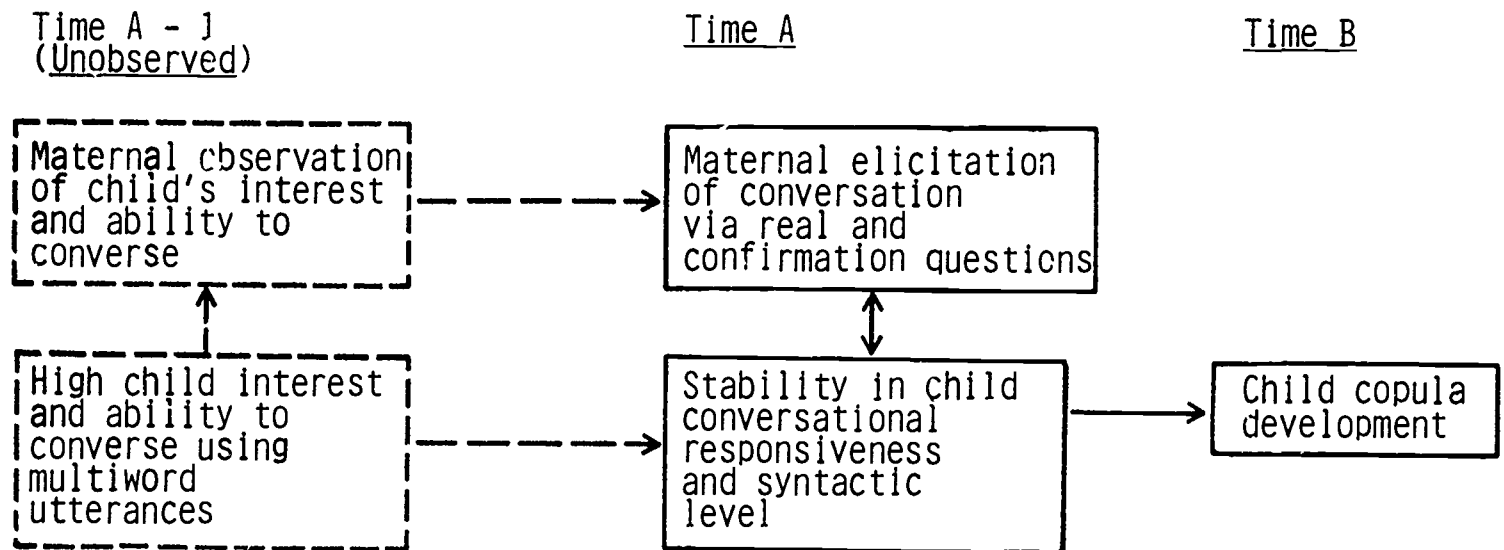 Time A - 1
(Unobserved)
Time A
Time B
Maternal observation
of child's interest
and ability to
converse
Maternal elicitation
of conversation
via real and
confirmation questions
High child interest
and ability to
converse using
multiword
utterances
Stability in child
conversational
responsiveness
and syntactic
level
Child copula
development